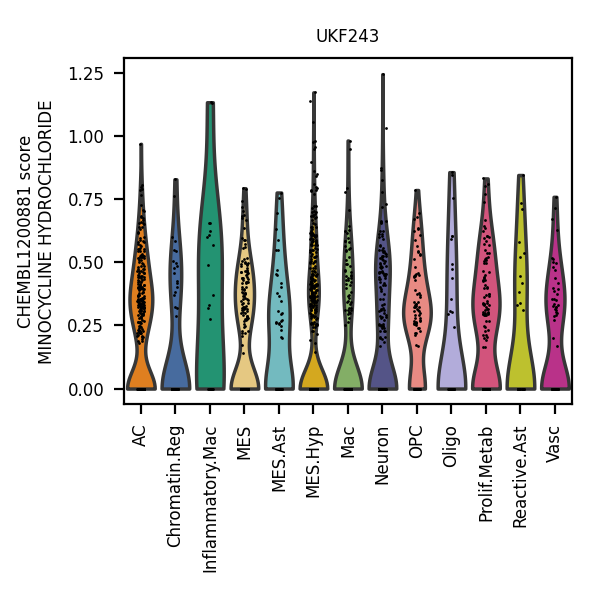 UKF243
CHEMBL1200881 score
MINOCYCLINE HYDROCHLORIDE
1.25
1.00
0.75
0.50
0.25
0.00
AC
Chromatin.Reg
Inflammatory.Mac
MES
MES.Ast
MES.Hyp
Mac
Neuron
OPC
Oligo
Prolif.Metab
Reactive.Ast
Vasc